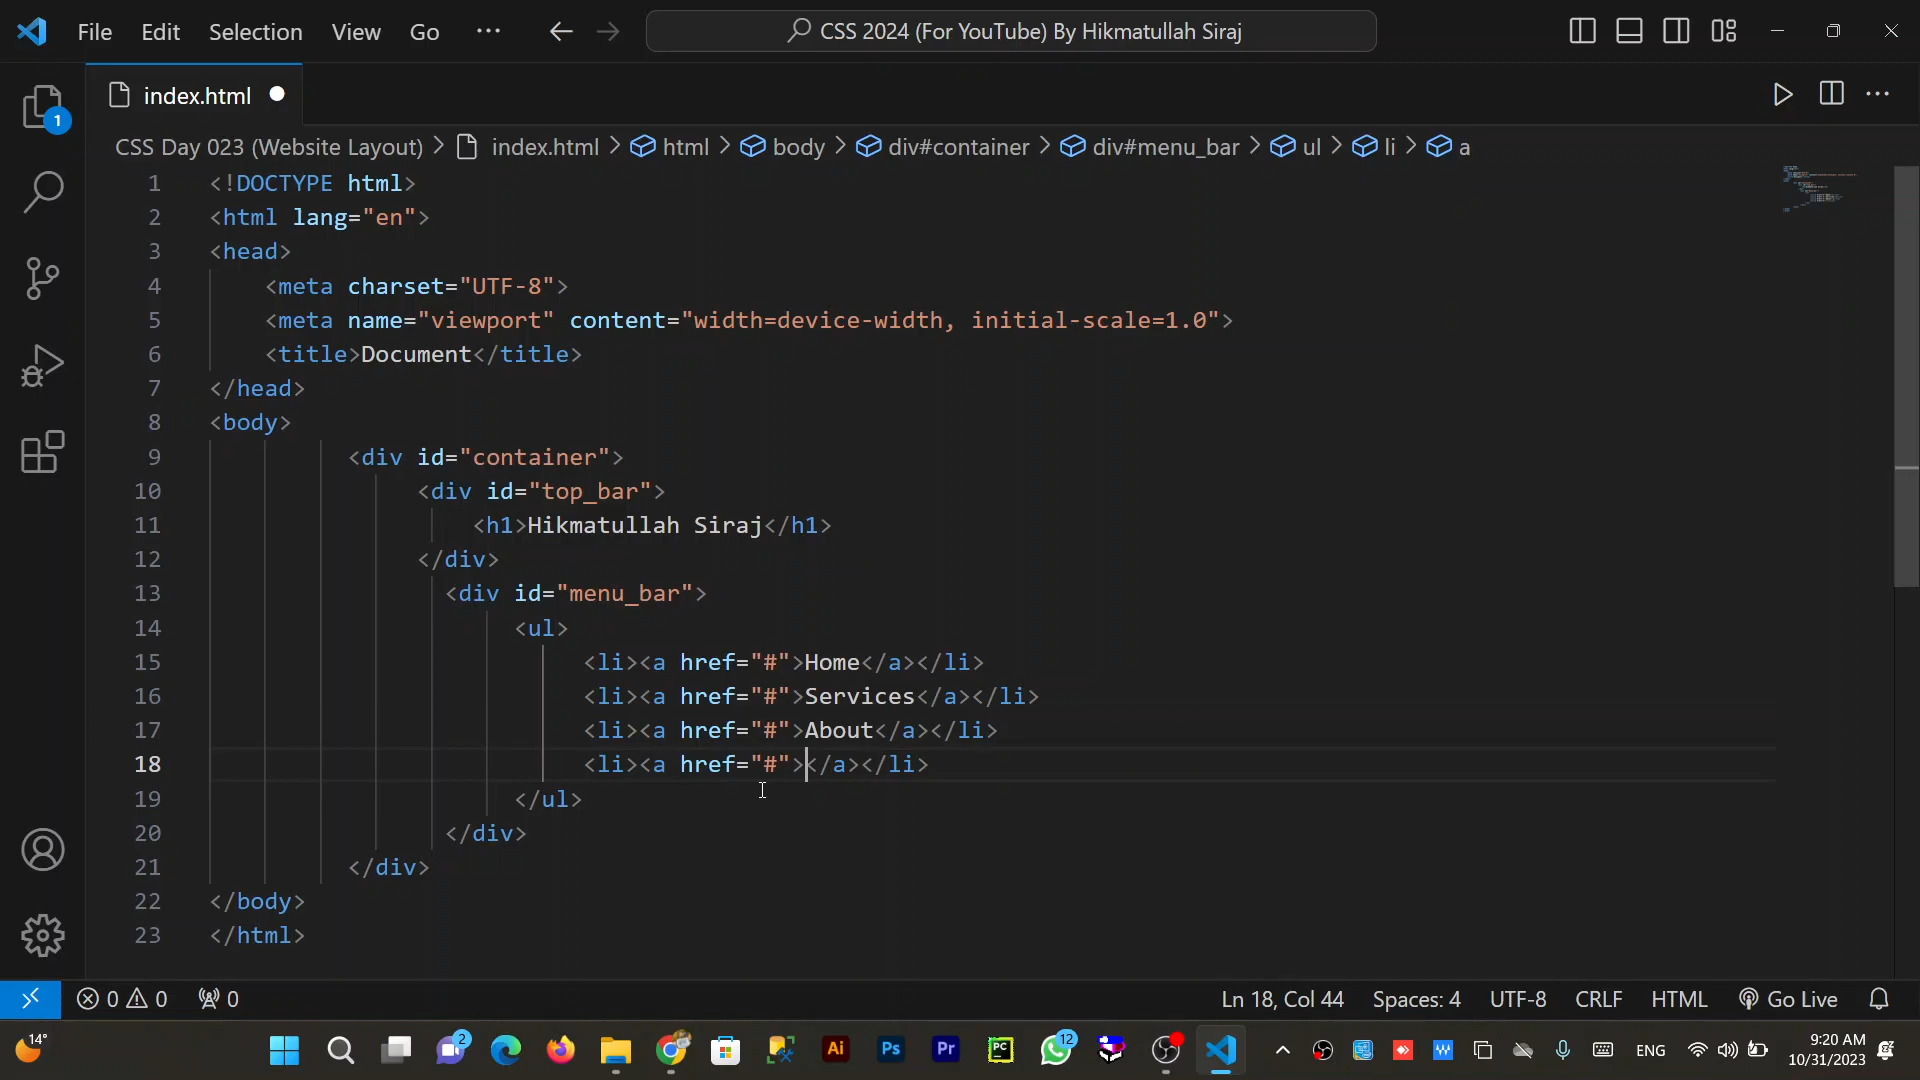 File Edit Selection View Go ··· CSS 2024 (For YouTube) By Hikmatullah Siraj
index.html
1
CSS Day 023 (Website Layout) > index.html > html > body > div#container > div#menu_bar > ul > li > a
1 <!DOCTYPE html>
2 <html lang="en">
3 <head>
4 <meta charset="UTF-8">
5 <meta name="viewport" content="width=device-width, initial-scale=1.0">
6 <title>Document</title>
7 </head>
8 <body>
9 <div id="container">
10 <div id="top_bar">
11 <h1>Hikmatullah Siraj</h1>
12 </div>
13 <div id="menu_bar">
14 <ul>
15 <li><a href="#">Home</a></li>
16 <li><a href="#">Services</a></li>
17 <li><a href="#">About</a></li>
18 <li><a href="#"></a></li>
19 </ul>
20 </div>
21 </div>
22 </body>
23 </html>
0 0 0 Ln 18, Col 44 Spaces: 4 UTF-8 CRLF HTML Go Live
14° 2 Ai Ps Pr PC 12 ENG 9:20 AM
10/31/2023